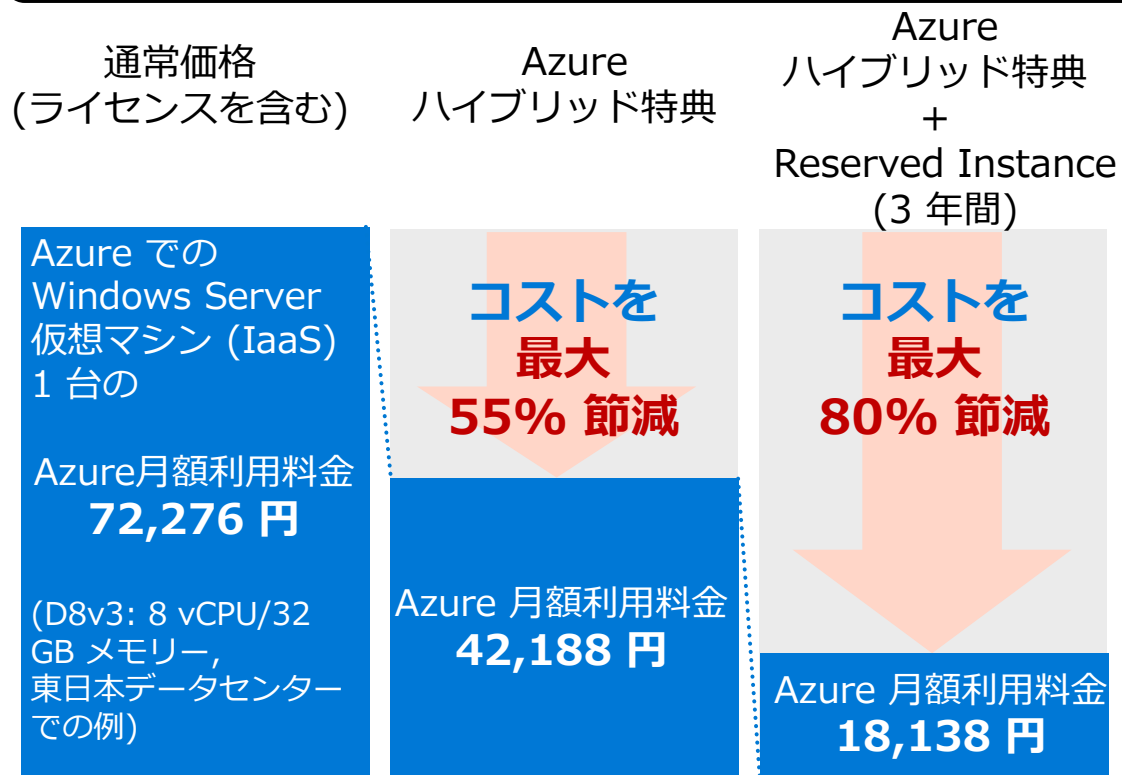 通常価格
(ライセンスを含む)
Azure
ハイブリッド特典
Azure
ハイブリッド特典
+
Reserved Instance
(3 年間)
Azure での
Windows Server
仮想マシン (IaaS)
1 台の
Azure月額利用料金
72,276 円
(D8v3: 8 vCPU/32
GB メモリー,
東日本データセンター
での例)
コストを
最大
55% 節減
Azure 月額利用料金
42,188 円
コストを
最大
80% 節減
Azure 月額利用料金
18,138 円